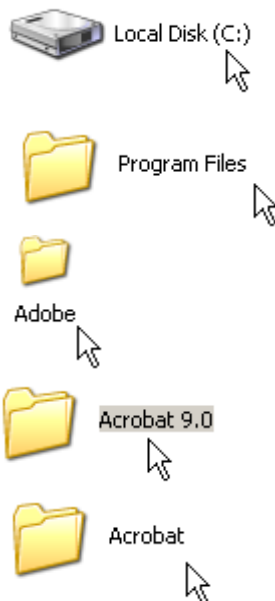 Local Disk (C:)
Program Files
Adobe
Acrobat 9.0
Acrobat